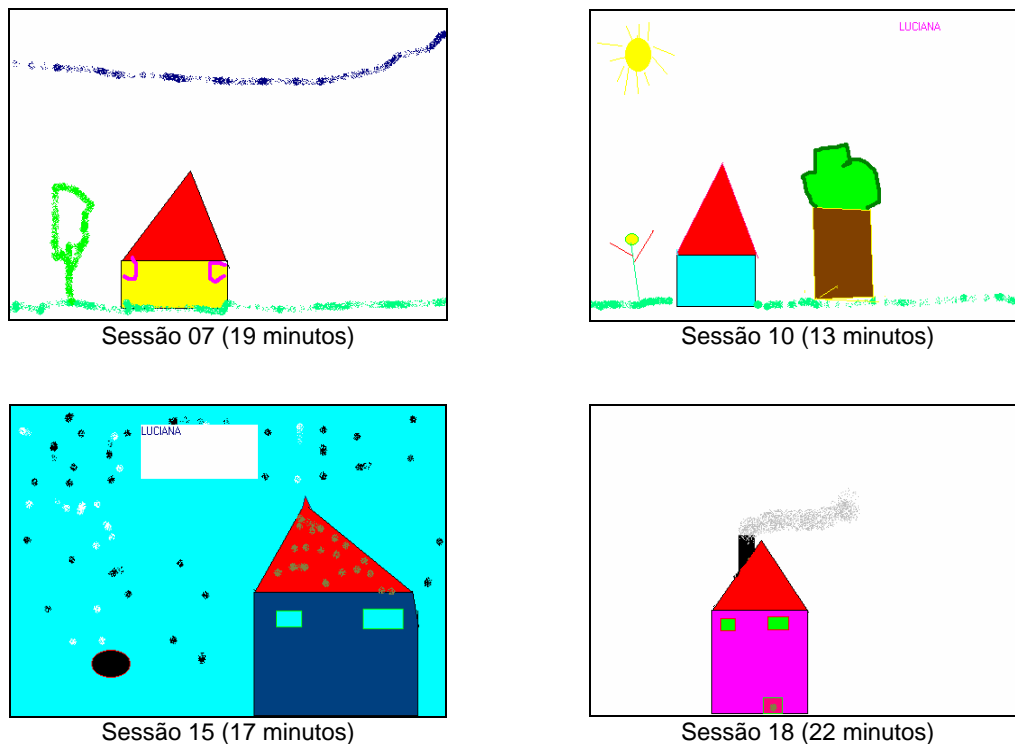 LUCIANA
Sessão 07 (19 minutos)
Sessão 10 (13 minutos)
LUCIANA
Sessão 15 (17 minutos)
Sessão 18 (22 minutos)